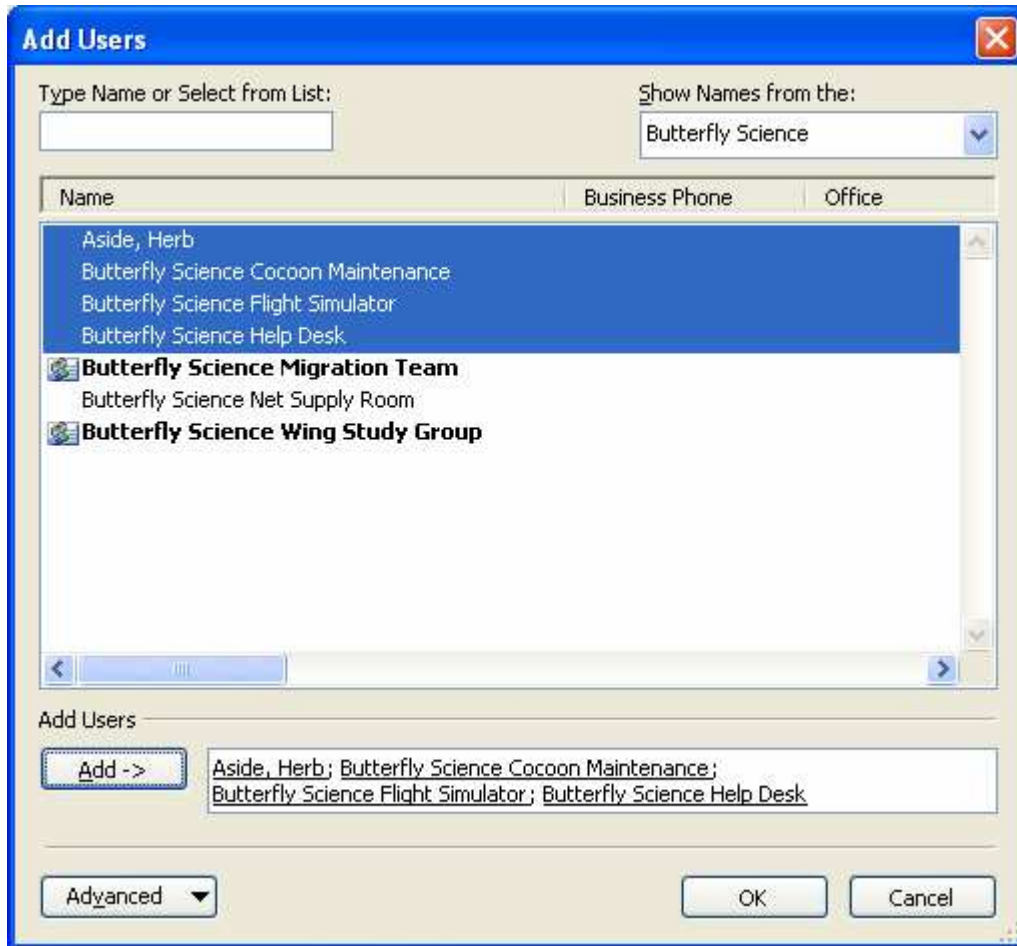 Add Users
Type Name or Select from List:
Show Names from the:
Butterfly Science
Name Business Phone Office
Aside, Herb
Butterfly Science Cocoon Maintenance
Butterfly Science Flight Simulator
Butterfly Science Help Desk
Butterfly Science Migration Team
Butterfly Science Net Supply Room
Butterfly Science Wing Study Group
Add Users
Add ->
Aside, Herb; Butterfly Science Cocoon Maintenance;
Butterfly Science Flight Simulator; Butterfly Science Help Desk
Advanced
OK
Cancel